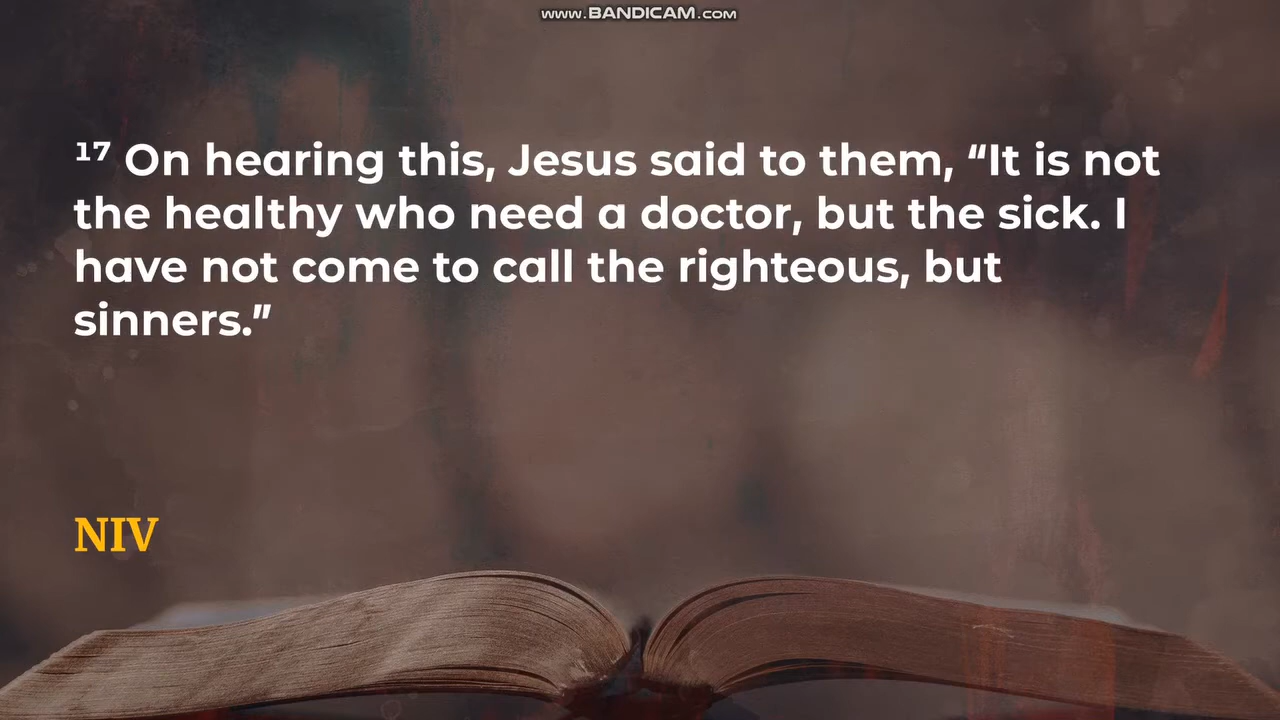 www.BANDICAM.com
¹⁷ On hearing this, Jesus said to them, “It is not
the healthy who need a doctor, but the sick. I
have not come to call the righteous, but
sinners.”
NIV